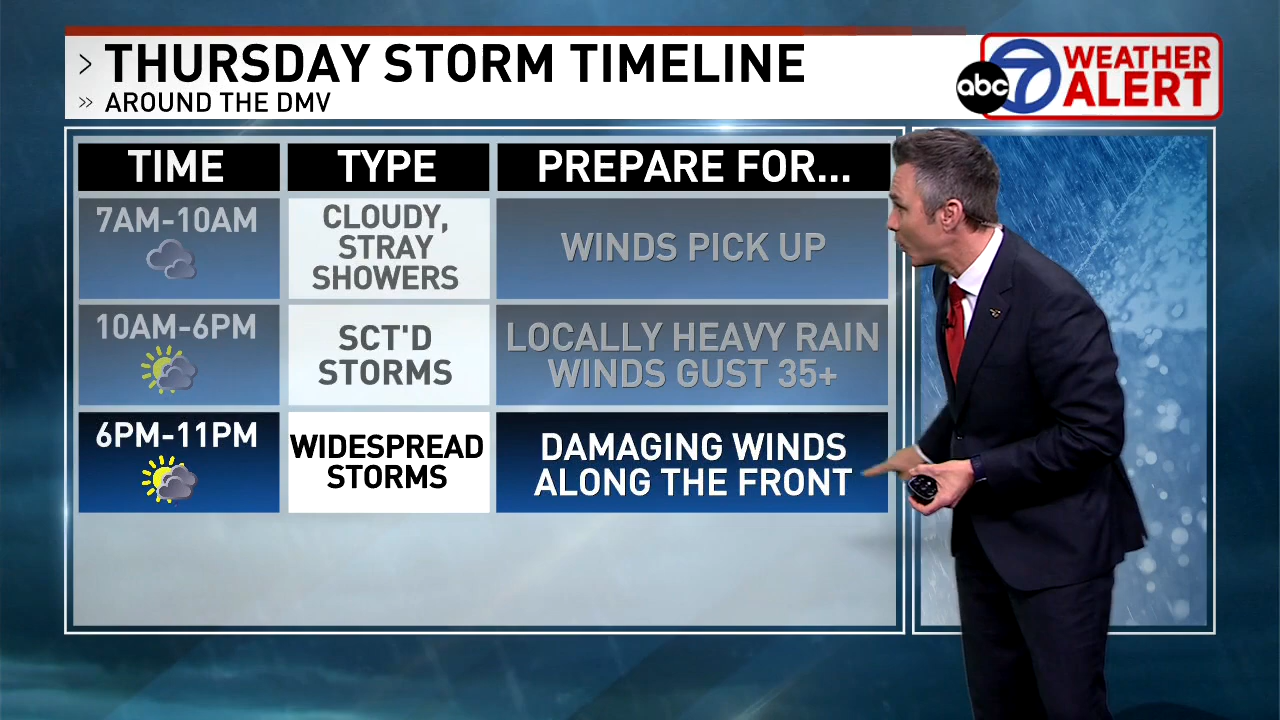 > THURSDAY STORM TIMELINE
>> AROUND THE DMV
abc 7 WEATHER
ALERT
TIME TYPE PREPARE FOR...
7AM-10AM
CLOUDY,
STRAY
SHOWERS
WINDS PICK UP
10AM-6PM
SCT'D
STORMS
LOCALLY HEAVY RAIN
WINDS GUST 35+
6PM-11PM
WIDESPREAD
STORMS
DAMAGING WINDS
ALONG THE FRONT